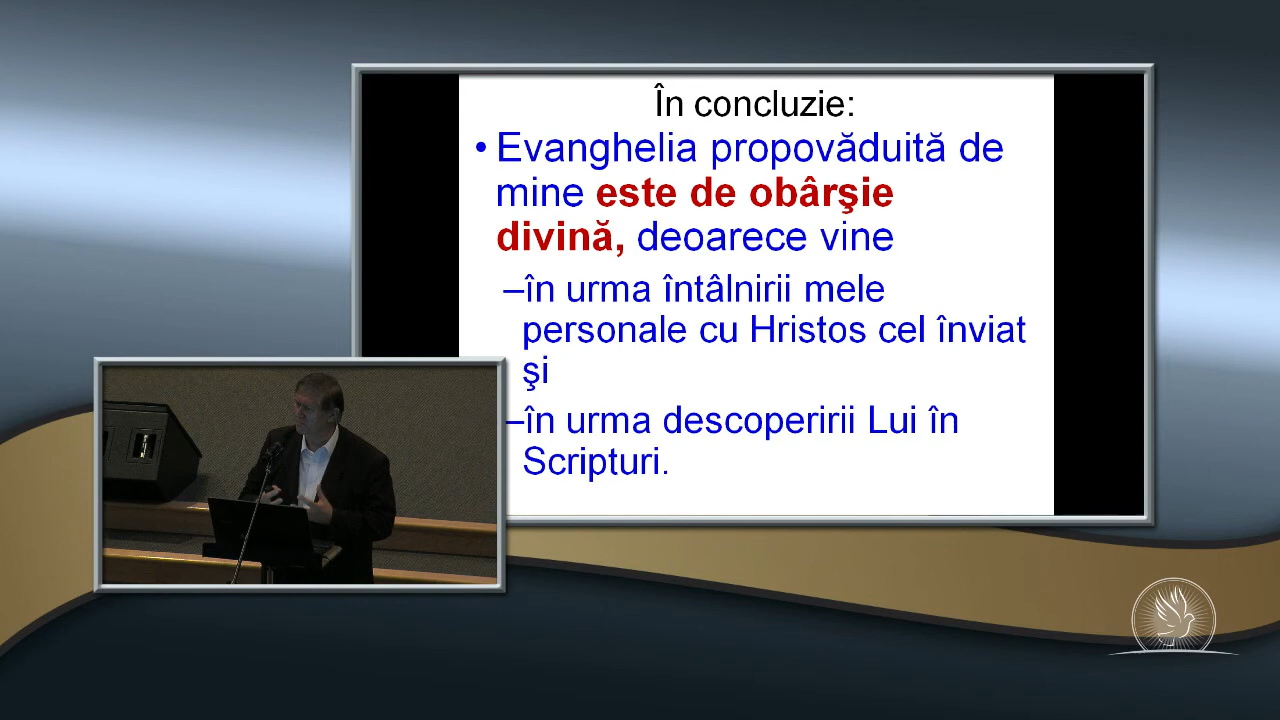 În concluzie:
• Evanghelia propovăduită de
mine este de obârşie
divină, deoarece vine
–în urma întâlnirii mele
personale cu Hristos cel înviat
şi
–în urma descoperirii Lui în
Scripturi.